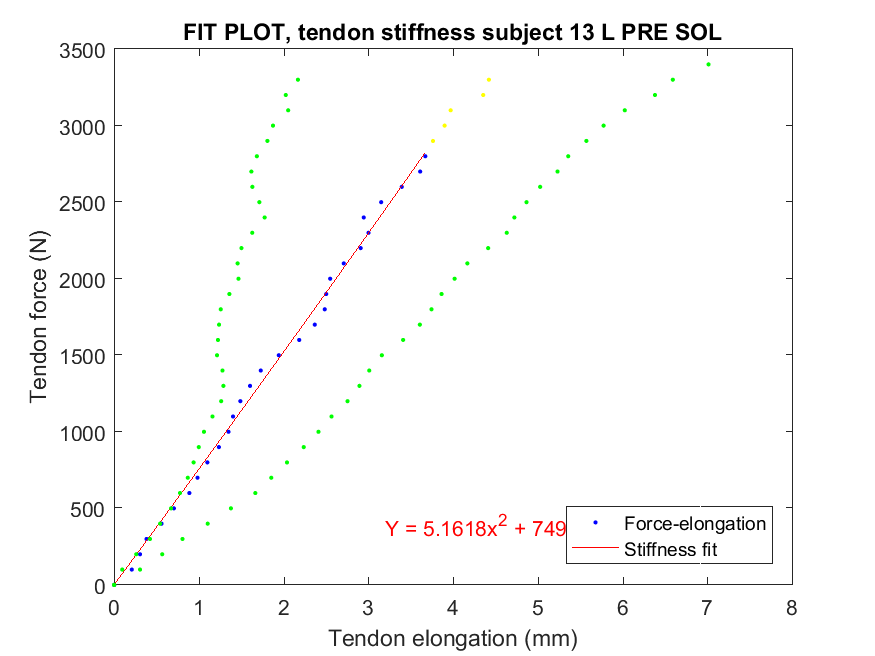 FIT PLOT, tendon stiffness subject 13 L PRE SOL
3500
3000
2500
2000
1500
1000
500
0
Tendon force (N)
Y = 5.1618x² + 749
Force-elongation
Stiffness fit
0 1 2 3 4 5 6 7 8
Tendon elongation (mm)